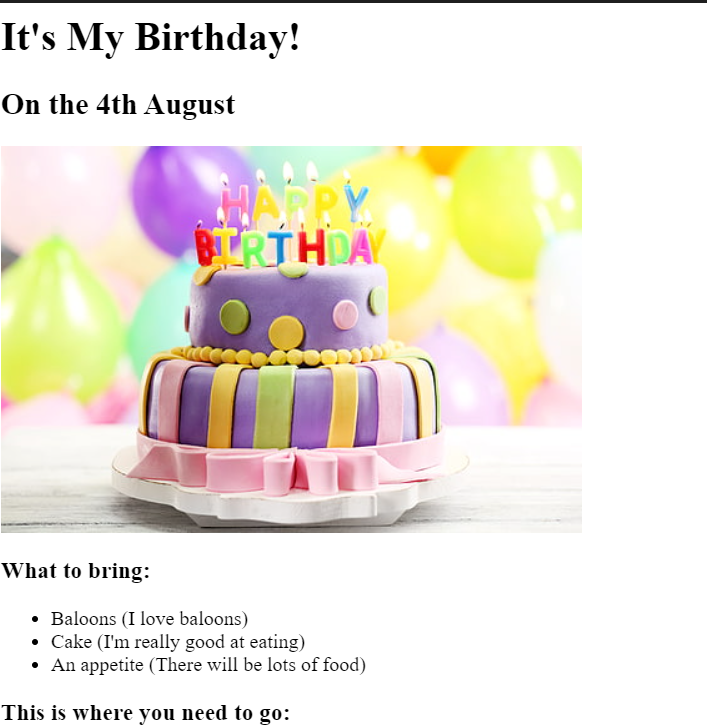 It's My Birthday!
On the 4th August
HAPPY
BIRTHDAY
What to bring:
Baloons (I love baloons)
Cake (I'm really good at eating)
An appetite (There will be lots of food)
This is where you need to go: